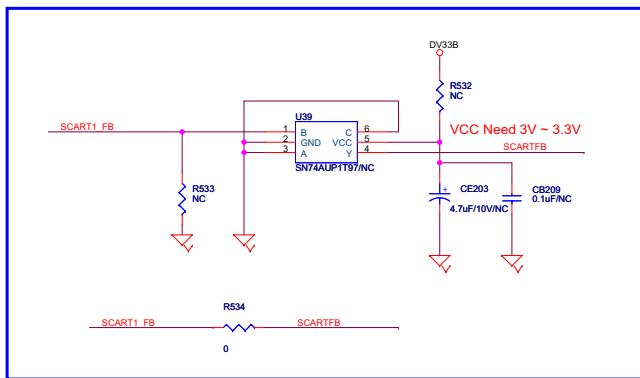 DV33B
R532
NC
U39
VCC Need 3V ~ 3.3V
SCART1_FB
1 B C 6
2 GND VCC 5
3 A Y 4
SCARTFB
SN74AUP1T97/NC
R533
NC
CE203
+
4.7uF/10V/NC
CB209
0.1uF/NC
R534
SCART1_FB
SCARTFB
0